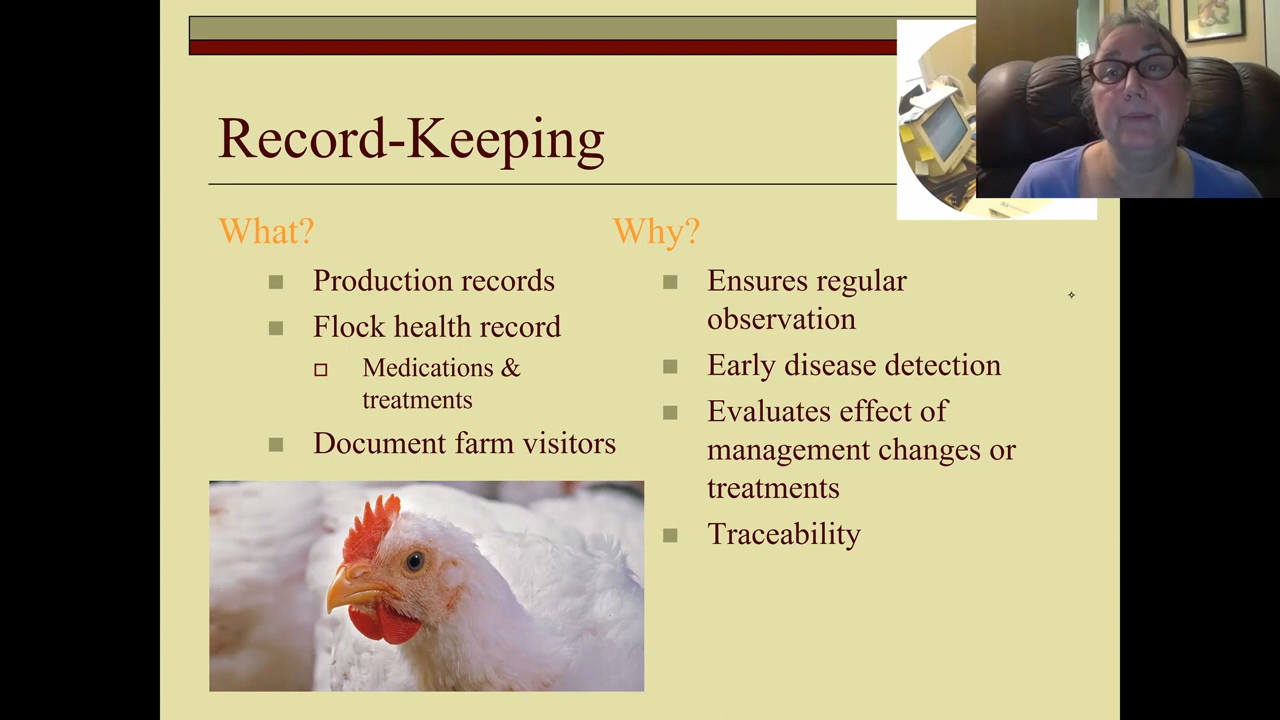 Record-Keeping
What?
Production records
Flock health record
Medications &
treatments
Document farm visitors
Why?
Ensures regular
observation
Early disease detection
Evaluates effect of
management changes or
treatments
Traceability